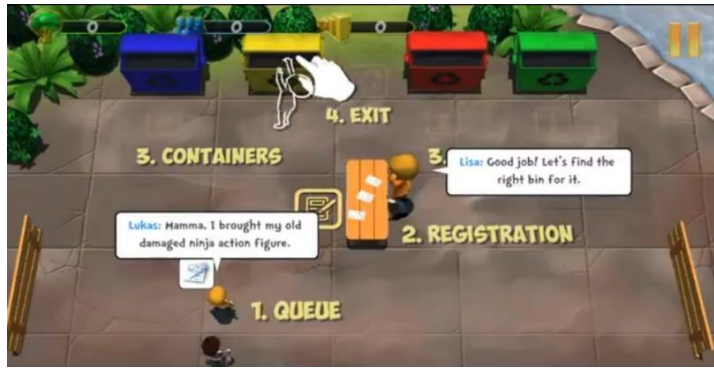 0
0
0
4. EXIT
3. CONTAINERS
3.
Lisa: Good job! Let's find the
right bin for it.
Lukas: Mamma. I brought my old
damaged ninja action figure.
2. REGISTRATION
1. QUEUE